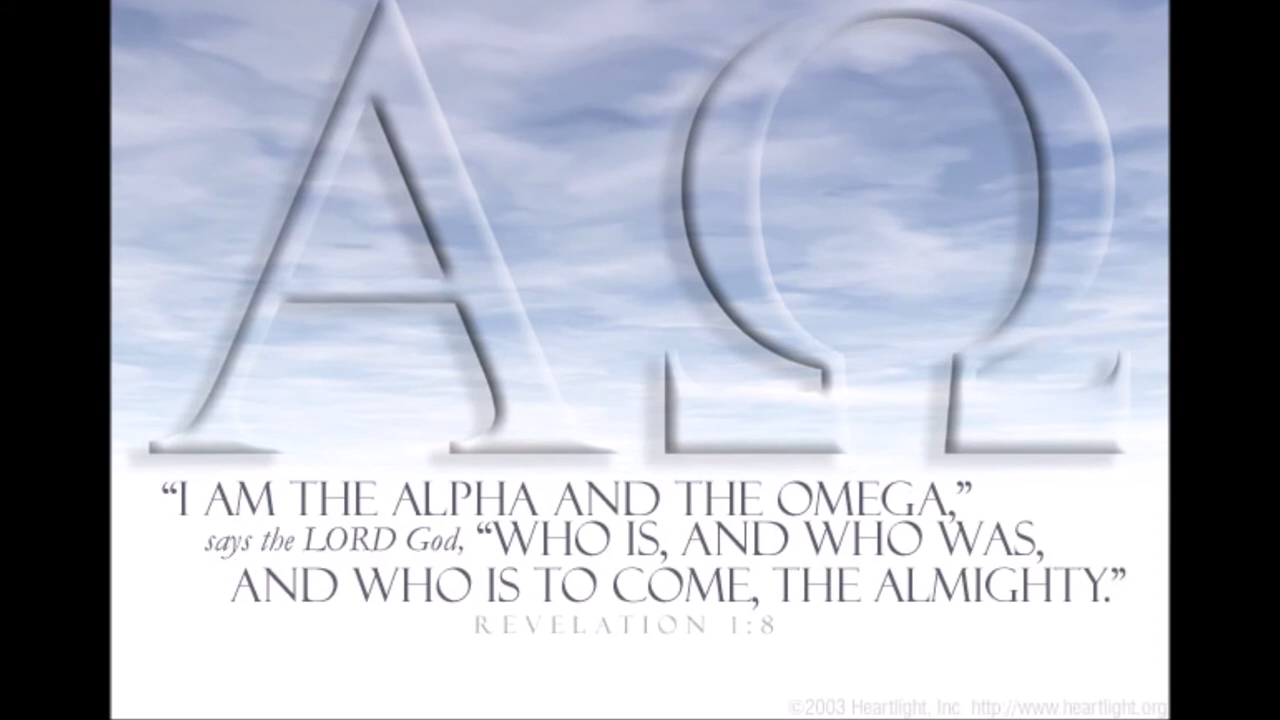 Α Ω
“I AM THE ALPHA AND THE OMEGA,”
says the LORD God, “WHO IS, AND WHO WAS,
AND WHO IS TO COME, THE ALMIGHTY.”
REVELATION 1:8
©2003 Heartlight, Inc. http://www.heartlight.org